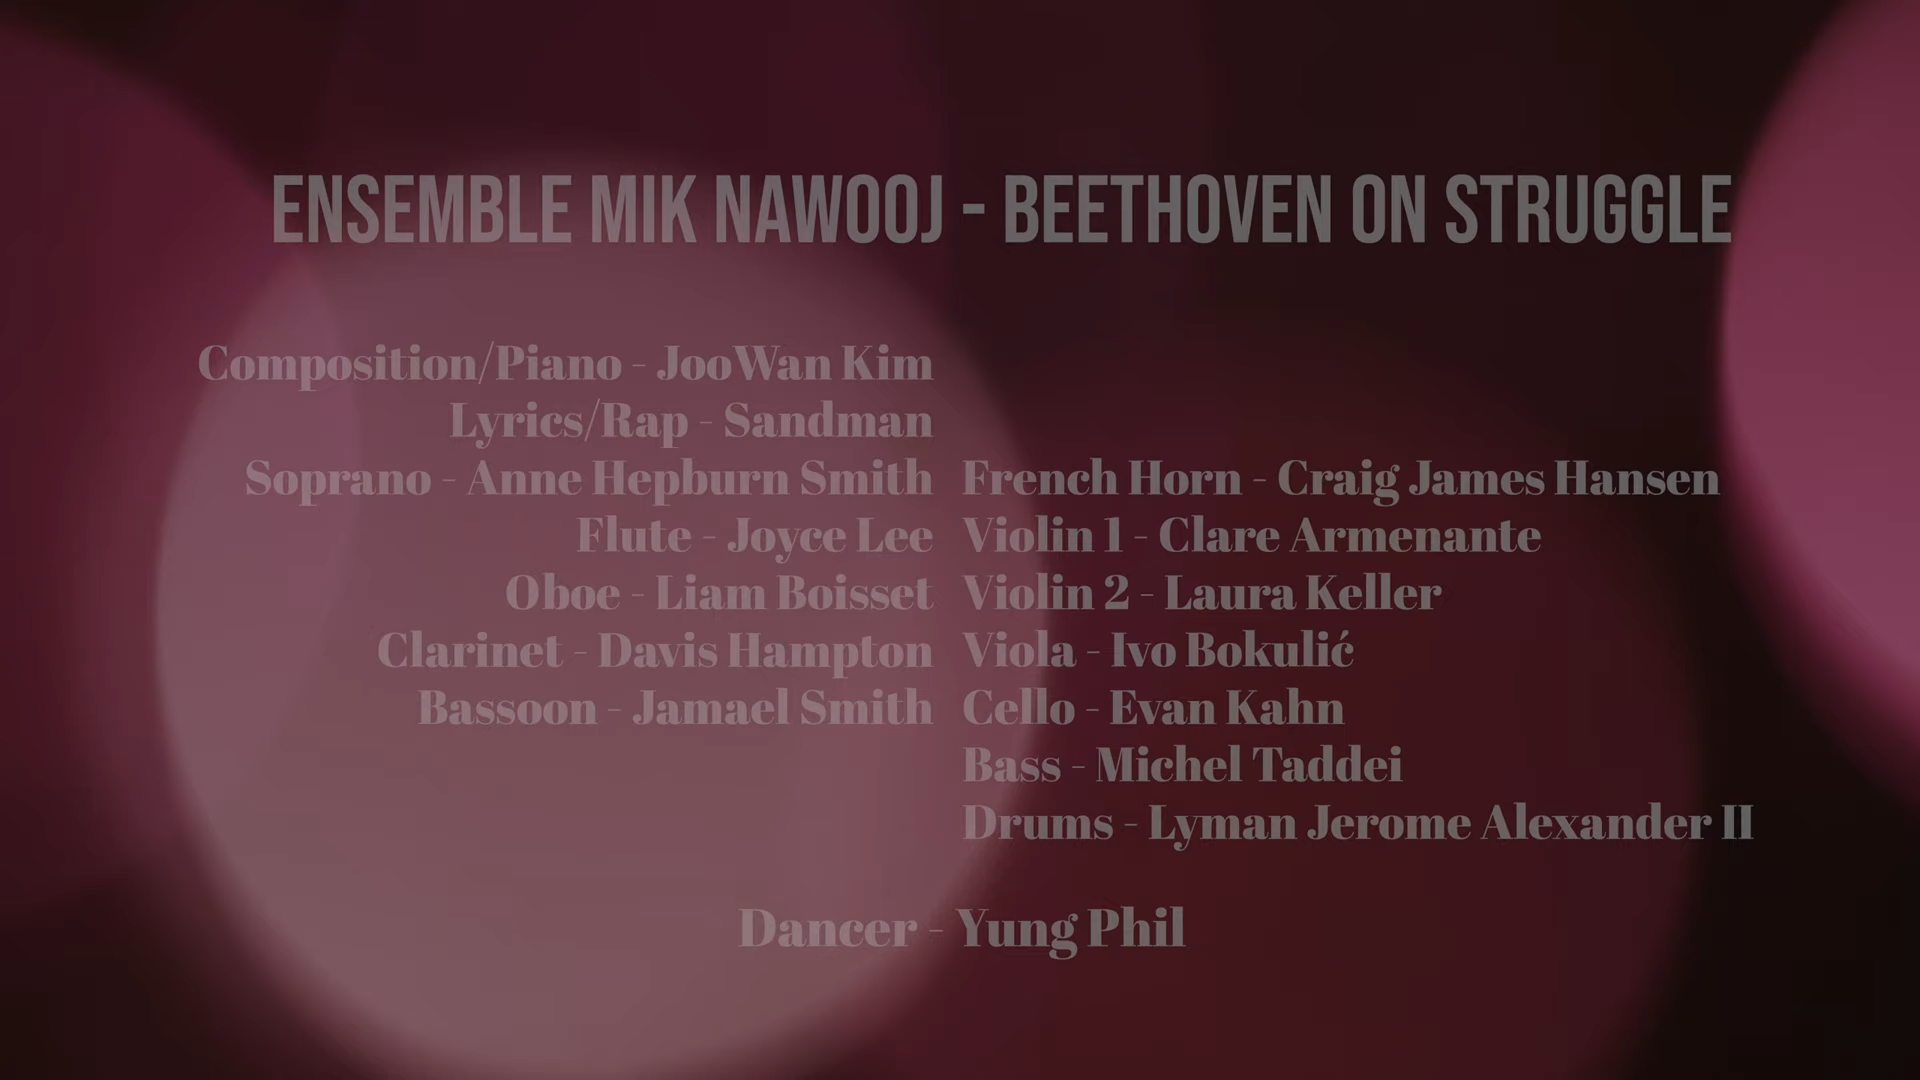 ENSEMBLE MIK NAWOOJ - BEETHOVEN ON STRUGGLE
Composition/Piano - JooWan Kim
Lyrics/Rap - Sandman
Soprano - Anne Hepburn Smith
Flute - Joyce Lee
Oboe - Liam Boisset
Clarinet - Davis Hampton
Bassoon - Jamael Smith
French Horn - Craig James Hansen
Violin 1 - Clare Armenante
Violin 2 - Laura Keller
Viola - Ivo Bokulić
Cello - Evan Kahn
Bass - Michel Taddei
Drums - Lyman Jerome Alexander II
Dancer - Yung Phil